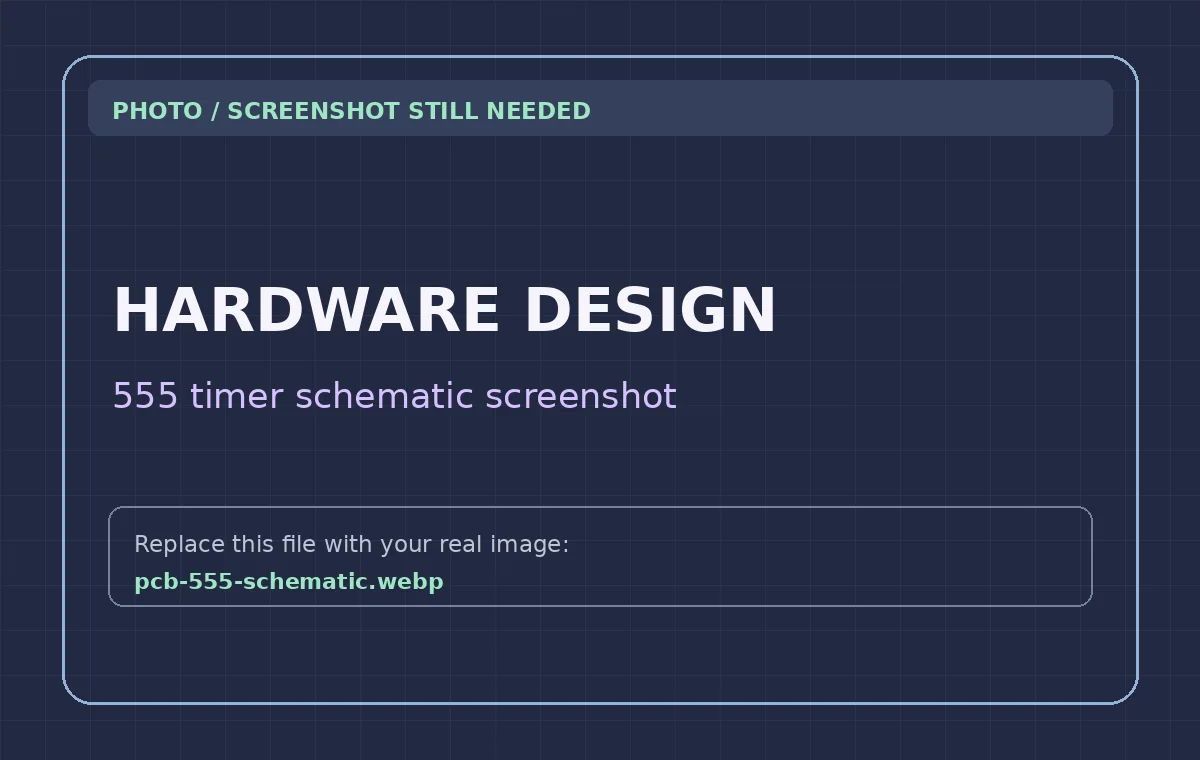 PHOTO / SCREENSHOT STILL NEEDED
HARDWARE DESIGN
555 timer schematic screenshot
Replace this file with your real image:
pcb-555-schematic.webp